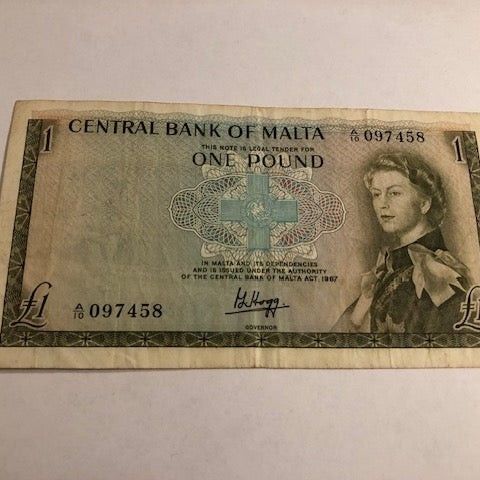 1 CENTRAL BANK OF MALTA A/10 097458 1
THIS NOTE IS LEGAL TENDER FOR
ONE POUND
IN MALTA AND ITS DEPENDENCIES
AND IS ISSUED UNDER THE AUTHORITY
OF THE CENTRAL BANK OF MALTA ACT, 1967
£1 A/10 097458 P.L. Hogg. £1
GOVERNOR